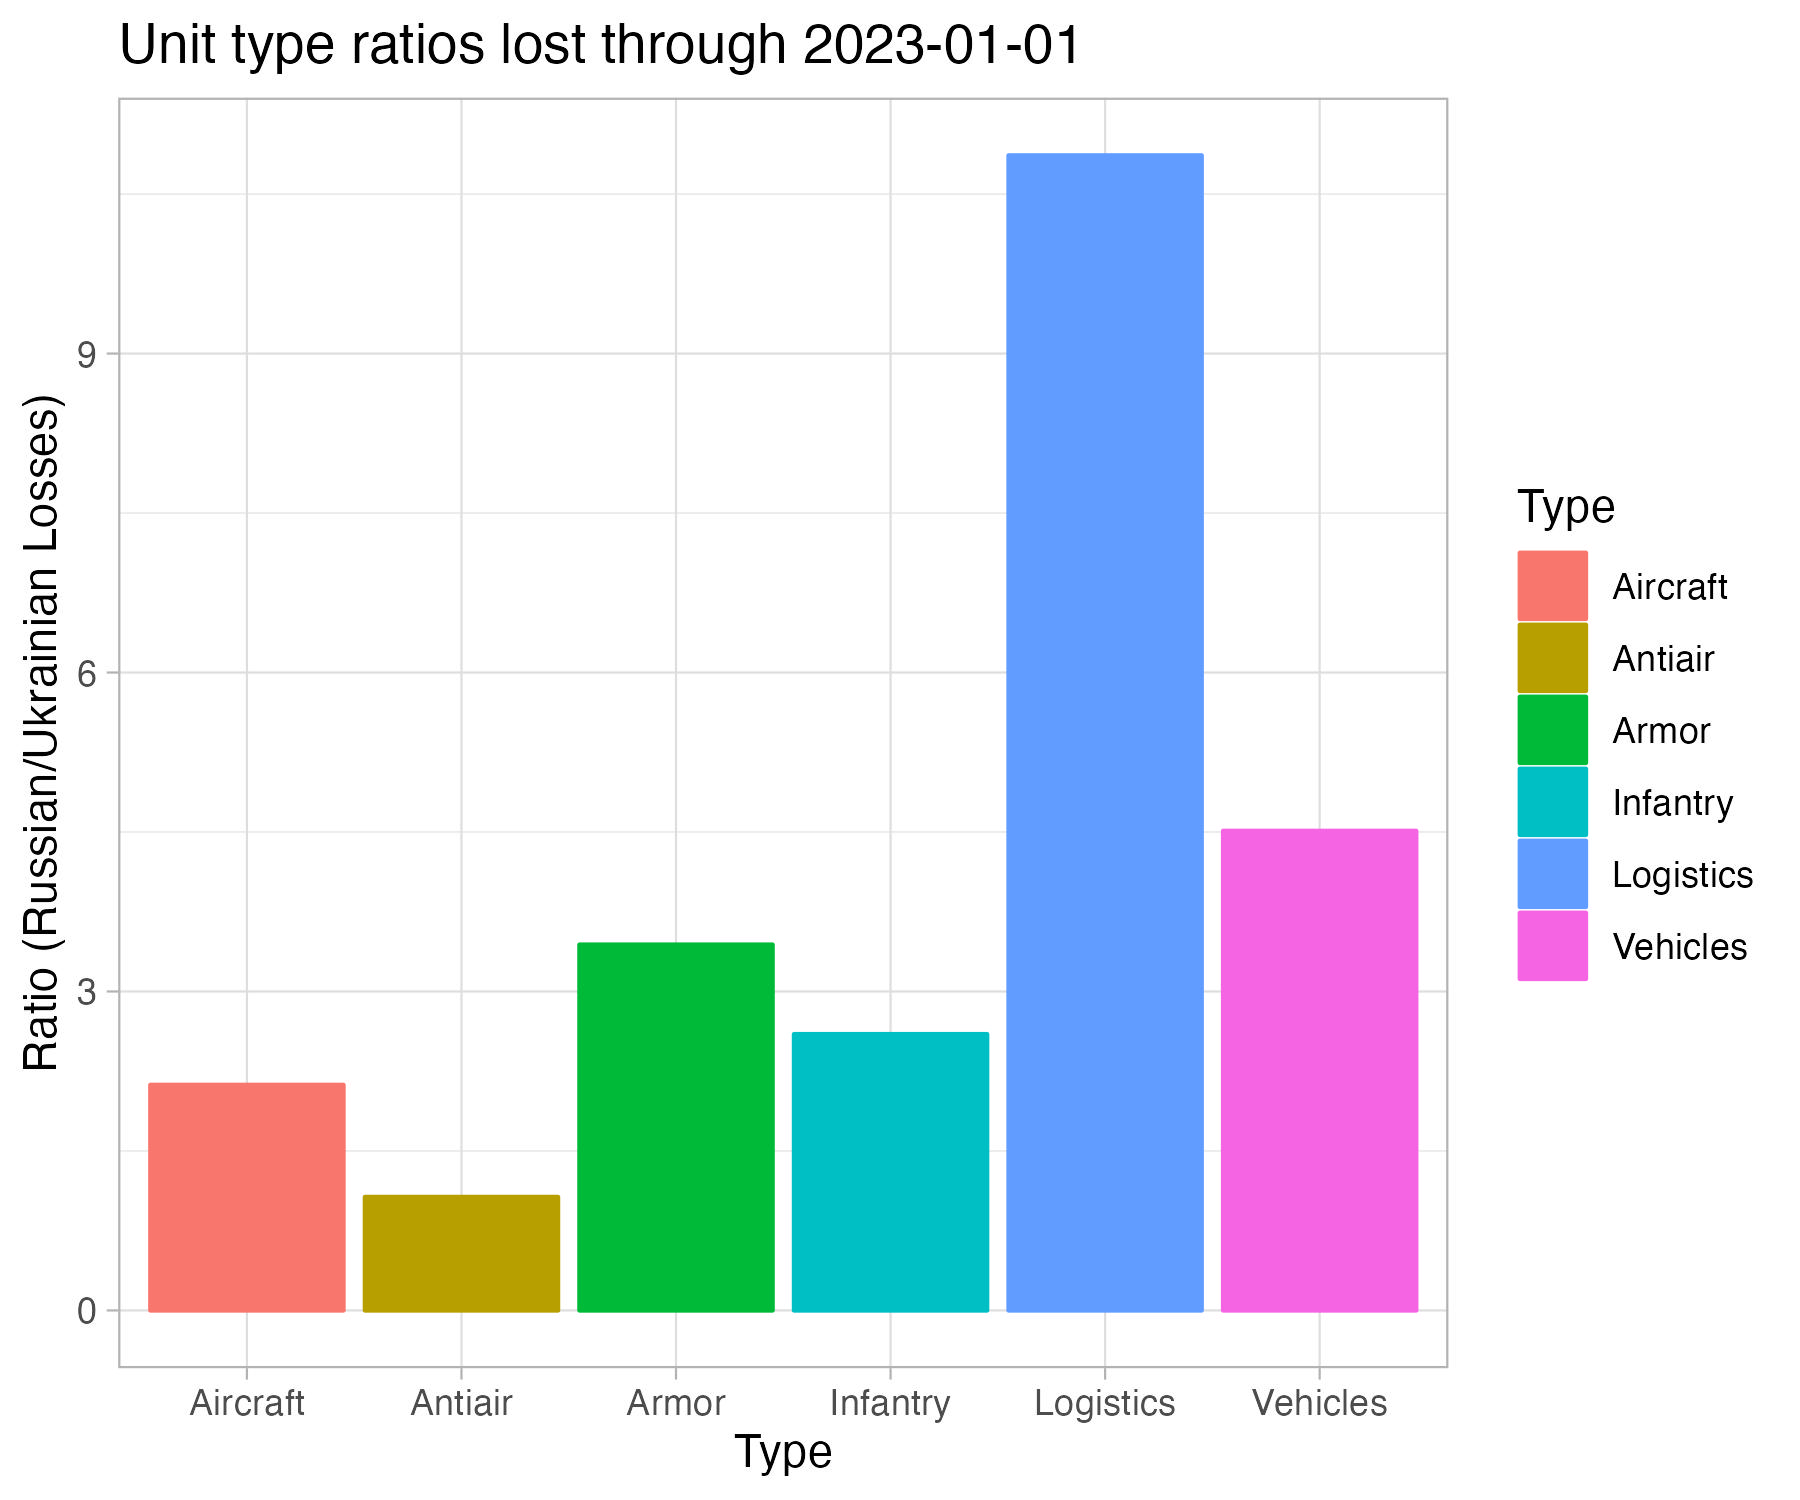 Unit type ratios lost through 2023-01-01
Ratio (Russian/Ukrainian Losses)
9
6
3
0
Aircraft
Antiair
Armor
Infantry
Logistics
Vehicles
Type
Type
Aircraft
Antiair
Armor
Infantry
Logistics
Vehicles